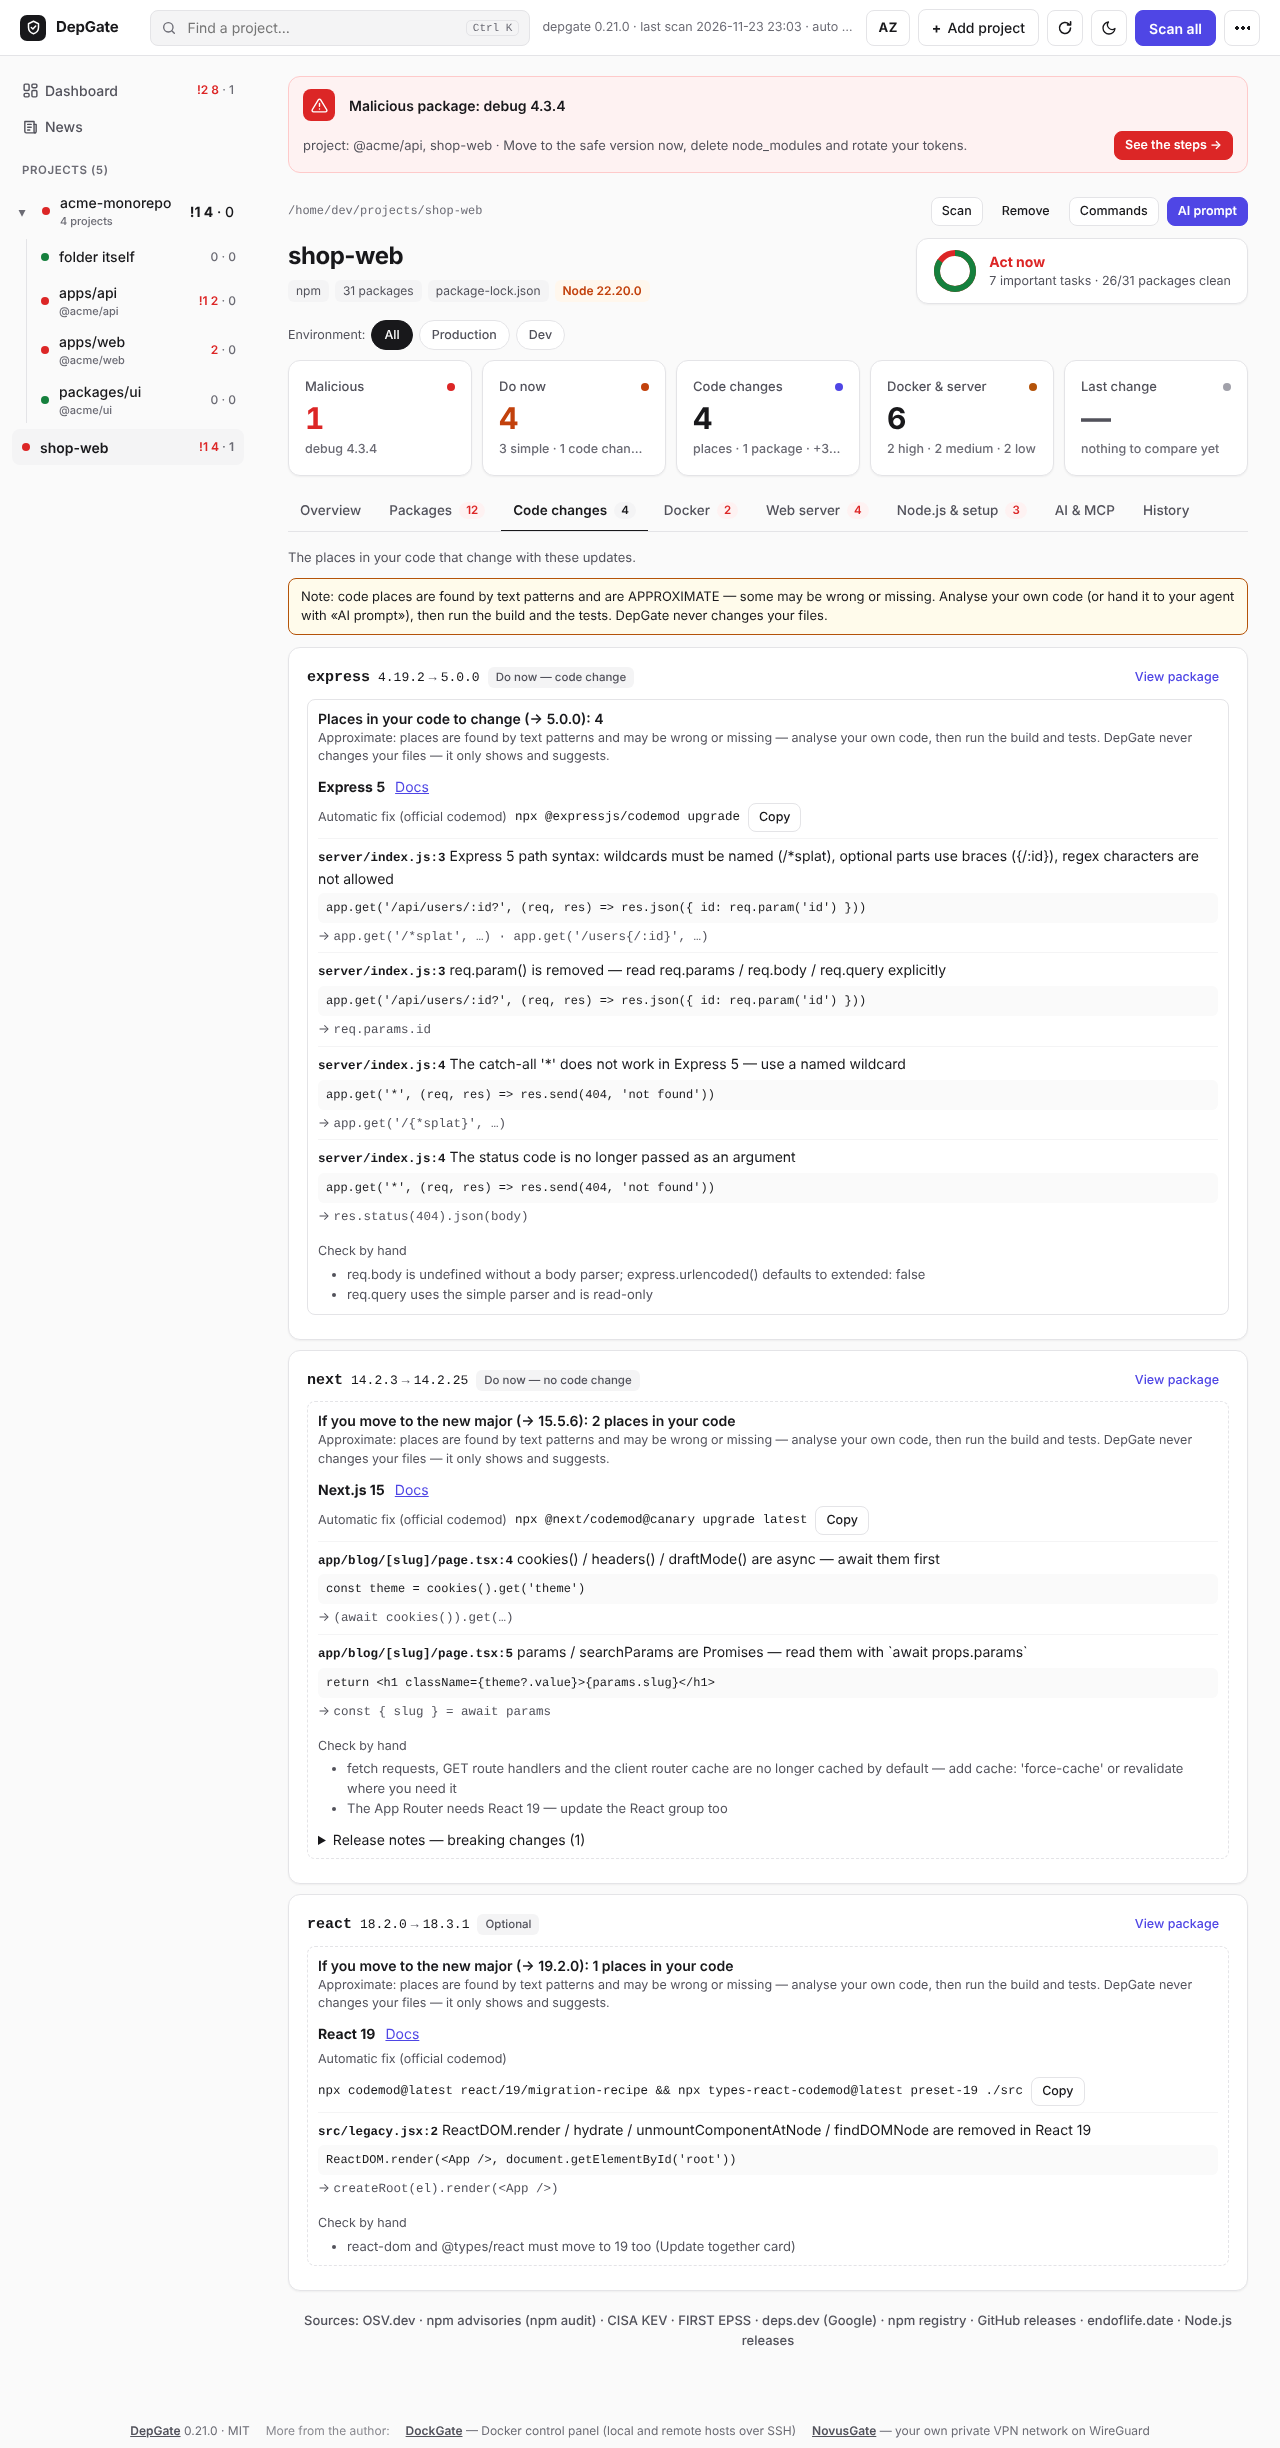 DepGate
Find a project...
Ctrl K
depgate 0.21.0 · last scan 2026-11-23 23:03 · auto ...
AZ
+ Add project
Scan all
Dashboard
!2 8 · 1
News
PROJECTS (5)
acme-monorepo
4 projects
!1 4 · 0
folder itself
0 · 0
apps/api
@acme/api
!1 2 · 0
apps/web
@acme/web
2 · 0
packages/ui
@acme/ui
0 · 0
shop-web
!1 4 · 1
Malicious package: debug 4.3.4
project: @acme/api, shop-web · Move to the safe version now, delete node_modules and rotate your tokens.
See the steps →
/home/dev/projects/shop-web
Scan
Remove
Commands
AI prompt
shop-web
npm
31 packages
package-lock.json
Node 22.20.0
Act now
7 important tasks · 26/31 packages clean
Environment:
All
Production
Dev
Malicious
1
debug 4.3.4
Do now
4
3 simple · 1 code chan...
Code changes
4
places · 1 package · +3...
Docker & server
6
2 high · 2 medium · 2 low
Last change
—
nothing to compare yet
Overview
Packages 12
Code changes 4
Docker 2
Web server 4
Node.js & setup 3
AI & MCP
History
The places in your code that change with these updates.
Note: code places are found by text patterns and are APPROXIMATE — some may be wrong or missing. Analyse your own code (or hand it to your agent
with «AI prompt»), then run the build and the tests. DepGate never changes your files.
express 4.19.2 → 5.0.0 Do now — code change
View package
Places in your code to change (→ 5.0.0): 4
Approximate: places are found by text patterns and may be wrong or missing — analyse your own code, then run the build and tests. DepGate never
changes your files — it only shows and suggests.
Express 5 Docs
Automatic fix (official codemod) npx @expressjs/codemod upgrade Copy
server/index.js:3 Express 5 path syntax: wildcards must be named (/*splat), optional parts use braces ({/:id}), regex characters are
not allowed
app.get('/api/users/:id?', (req, res) => res.json({ id: req.param('id') }))
→ app.get('/*splat', …) · app.get('/users{/:id}', …)
server/index.js:3 req.param() is removed — read req.params / req.body / req.query explicitly
app.get('/api/users/:id?', (req, res) => res.json({ id: req.param('id') }))
→ req.params.id
server/index.js:4 The catch-all '*' does not work in Express 5 — use a named wildcard
app.get('*', (req, res) => res.send(404, 'not found'))
→ app.get('/{*splat}', …)
server/index.js:4 The status code is no longer passed as an argument
app.get('*', (req, res) => res.send(404, 'not found'))
→ res.status(404).json(body)
Check by hand
• req.body is undefined without a body parser; express.urlencoded() defaults to extended: false
• req.query uses the simple parser and is read-only
next 14.2.3 → 14.2.25 Do now — no code change
View package
If you move to the new major (→ 15.5.6): 2 places in your code
Approximate: places are found by text patterns and may be wrong or missing — analyse your own code, then run the build and tests. DepGate never
changes your files — it only shows and suggests.
Next.js 15 Docs
Automatic fix (official codemod) npx @next/codemod@canary upgrade latest Copy
app/blog/[slug]/page.tsx:4 cookies() / headers() / draftMode() are async — await them first
const theme = cookies().get('theme')
→ (await cookies()).get(…)
app/blog/[slug]/page.tsx:5 params / searchParams are Promises — read them with `await props.params`
return <h1 className={theme?.value}>{params.slug}</h1>
→ const { slug } = await params
Check by hand
• fetch requests, GET route handlers and the client router cache are no longer cached by default — add cache: 'force-cache' or revalidate
where you need it
• The App Router needs React 19 — update the React group too
▶ Release notes — breaking changes (1)
react 18.2.0 → 18.3.1 Optional
View package
If you move to the new major (→ 19.2.0): 1 places in your code
Approximate: places are found by text patterns and may be wrong or missing — analyse your own code, then run the build and tests. DepGate never
changes your files — it only shows and suggests.
React 19 Docs
Automatic fix (official codemod)
npx codemod@latest react/19/migration-recipe && npx types-react-codemod@latest preset-19 ./src Copy
src/legacy.jsx:2 ReactDOM.render / hydrate / unmountComponentAtNode / findDOMNode are removed in React 19
ReactDOM.render(<App />, document.getElementById('root'))
→ createRoot(el).render(<App />)
Check by hand
• react-dom and @types/react must move to 19 too (Update together card)
Sources: OSV.dev · npm advisories (npm audit) · CISA KEV · FIRST EPSS · deps.dev (Google) · npm registry · GitHub releases · endoflife.date · Node.js
releases
DepGate 0.21.0 · MIT More from the author: DockGate — Docker control panel (local and remote hosts over SSH) NovusGate — your own private VPN network on WireGuard